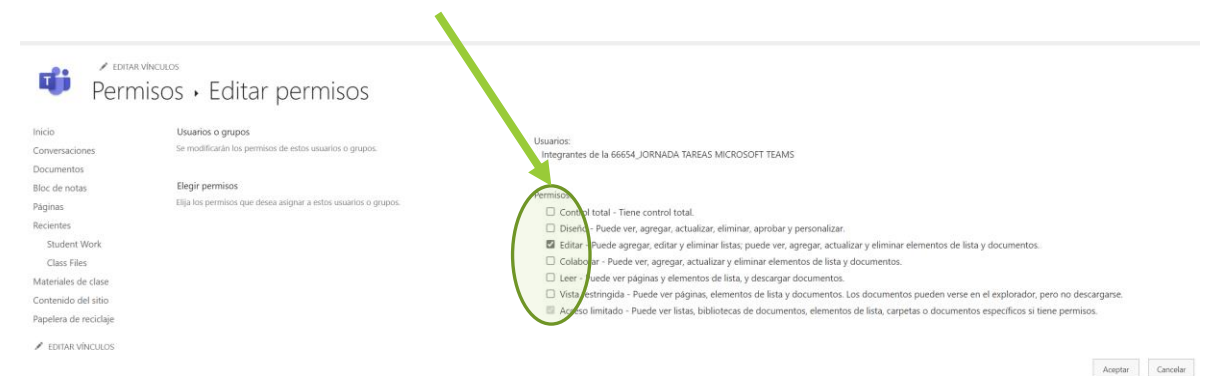 EDITAR VÍNCULOS
Permisos › Editar permisos
Inicio
Conversaciones
Documentos
Bloc de notas
Páginas
Recientes
Student Work
Class Files
Materiales de clase
Contenido del sitio
Papelera de reciclaje
EDITAR VÍNCULOS
Usuarios o grupos
Se modificarán los permisos de estos usuarios o grupos.
Elegir permisos
Elija los permisos que desea asignar a estos usuarios o grupos.
Usuarios:
Integrantes de la 66654_JORNADA TAREAS MICROSOFT TEAMS
Permisos:
Control total - Tiene control total.
Diseño - Puede ver, agregar, actualizar, eliminar, aprobar y personalizar.
Editar - Puede agregar, editar y eliminar listas; puede ver, agregar, actualizar y eliminar elementos de lista y documentos.
Colaborar - Puede ver, agregar, actualizar y eliminar elementos de lista y documentos.
Leer - Puede ver páginas y elementos de lista, y descargar documentos.
Vista restringida - Puede ver páginas, elementos de lista y documentos. Los documentos pueden verse en el explorador, pero no descargarse.
Acceso limitado - Puede ver listas, bibliotecas de documentos, elementos de lista, carpetas o documentos específicos si tiene permisos.
Aceptar Cancelar